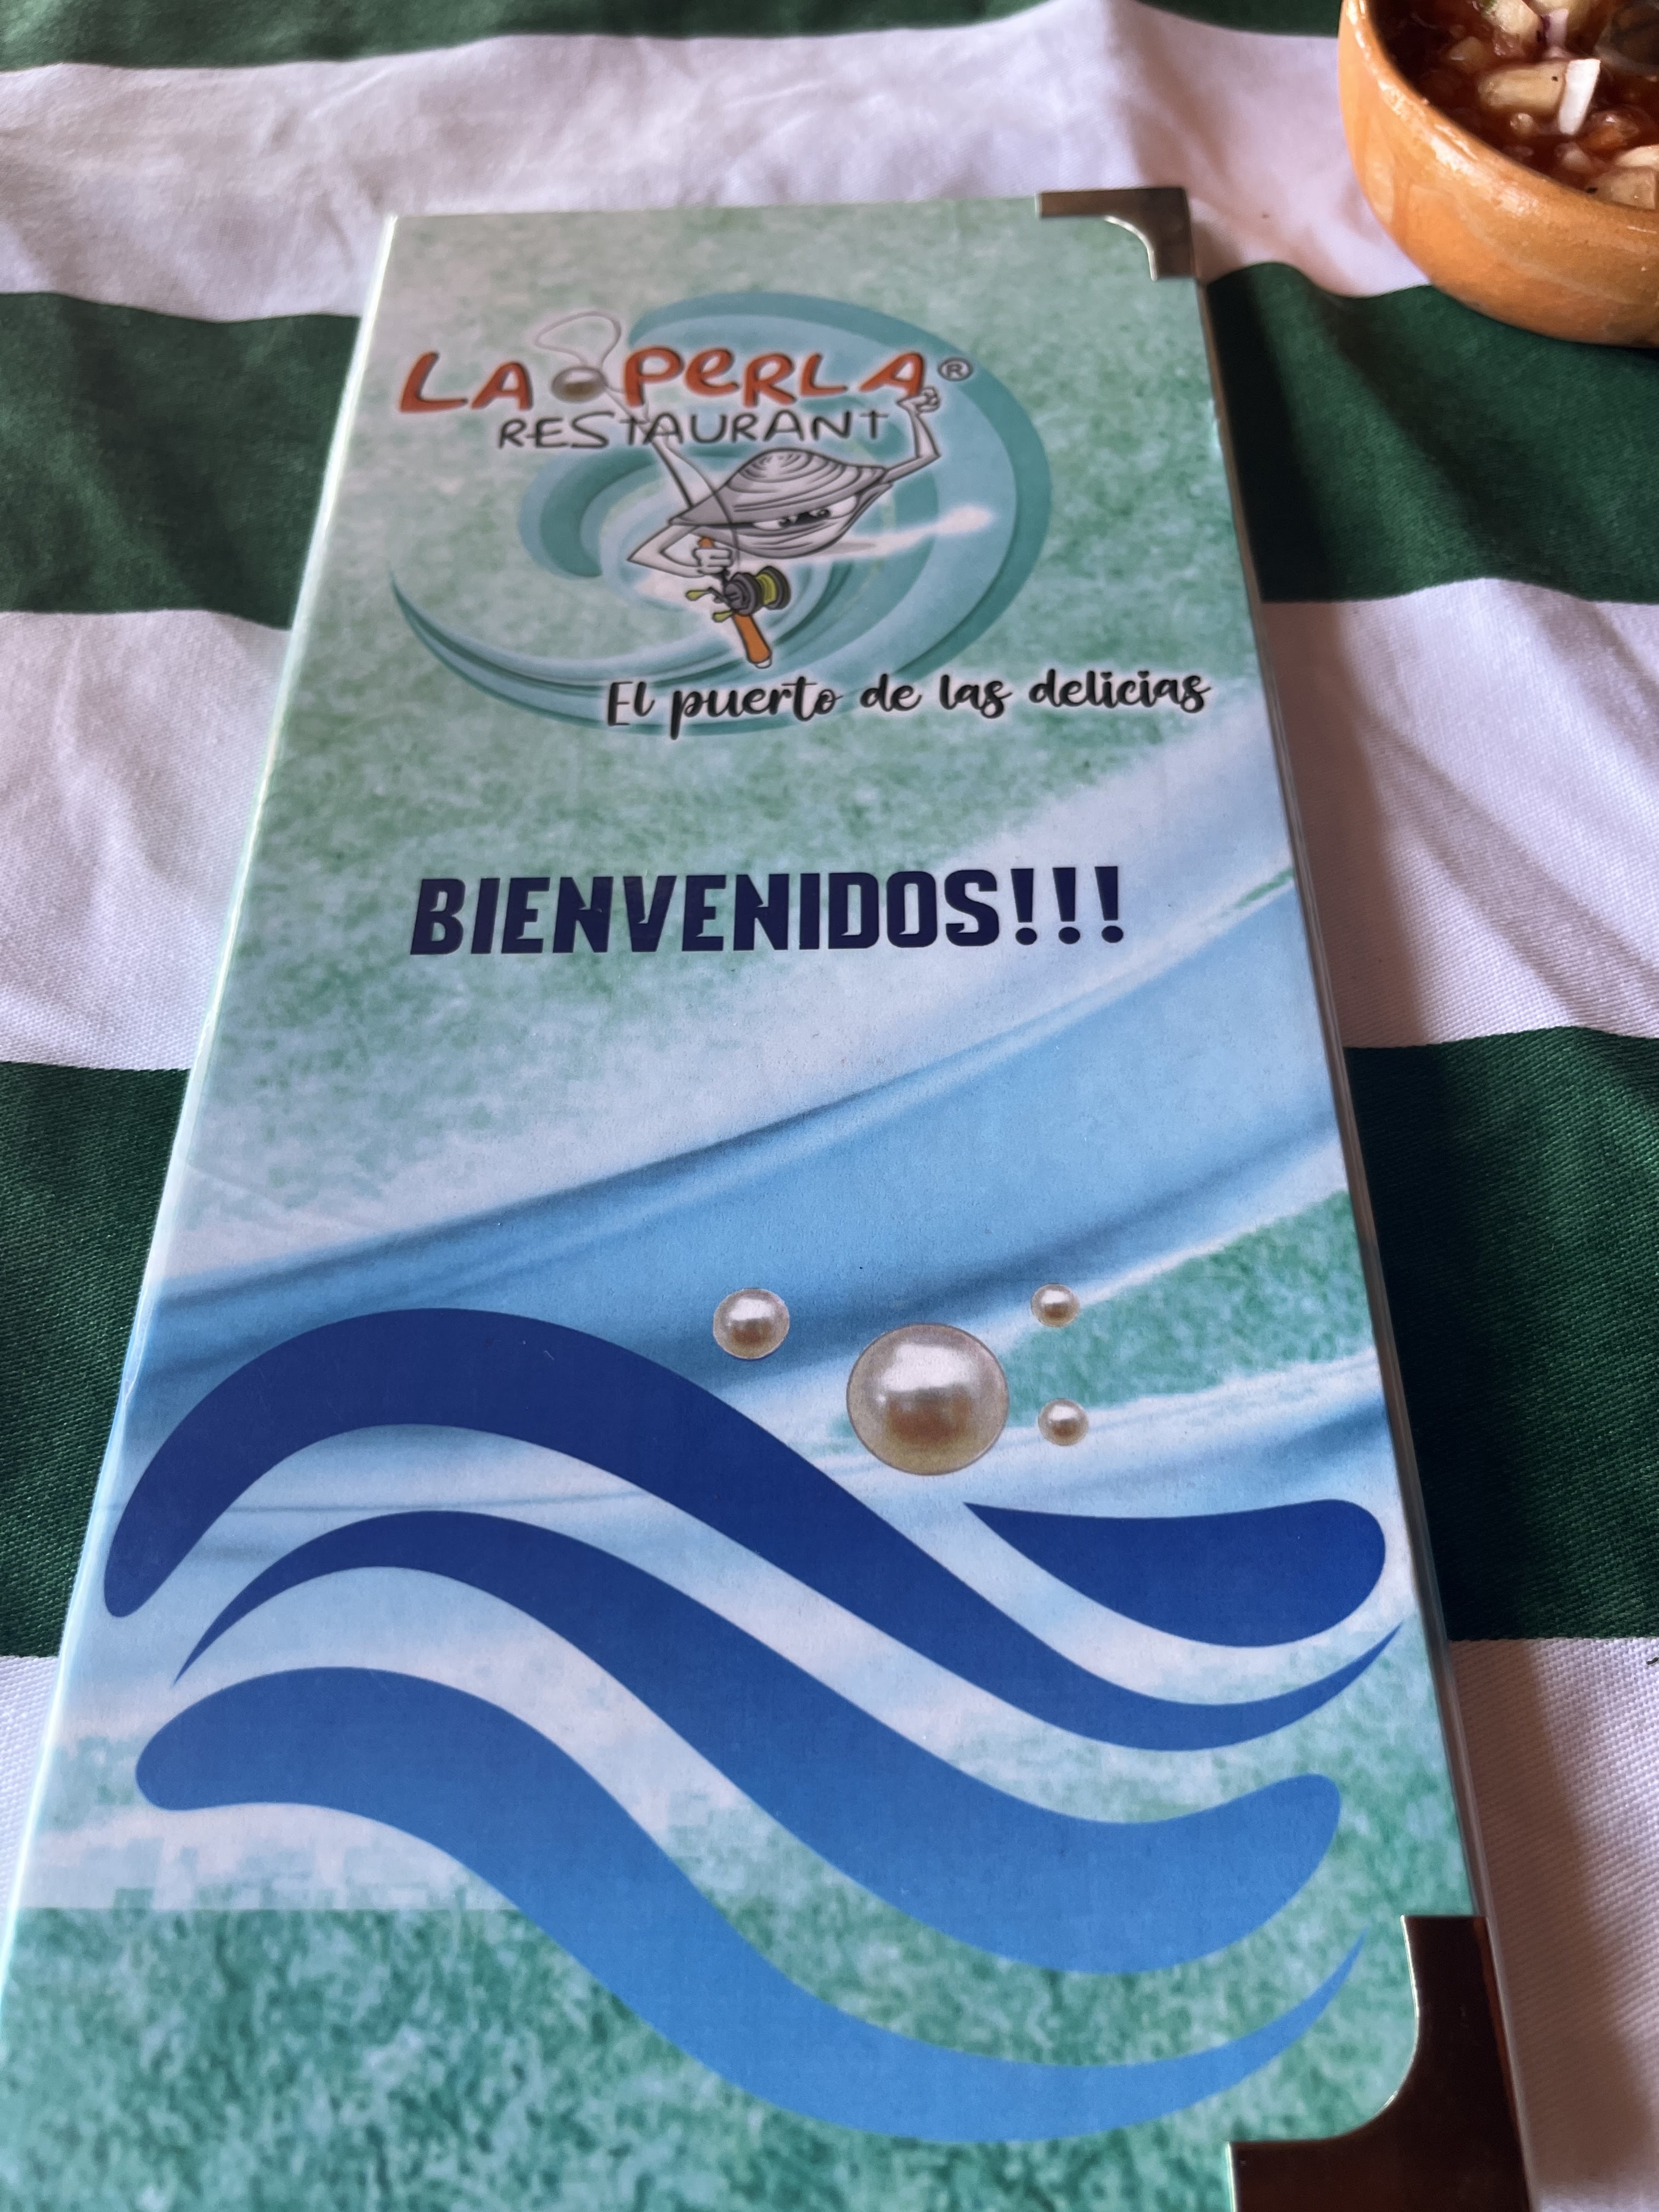 LA PERLA®
RESTAURANT
El puerto de las delicias
BIENVENIDOS!!!